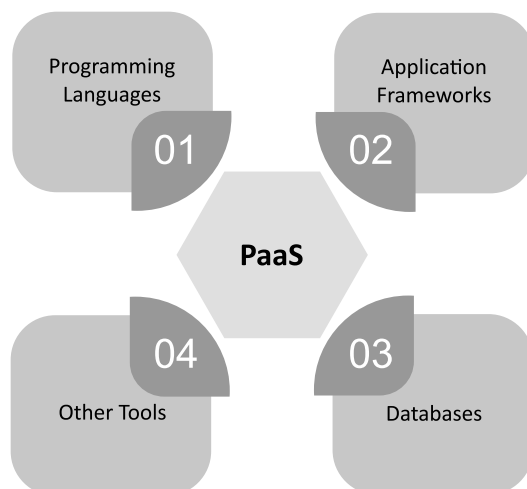 Programming
Languages
01
Application
Frameworks
02
PaaS
04
Other Tools
03
Databases